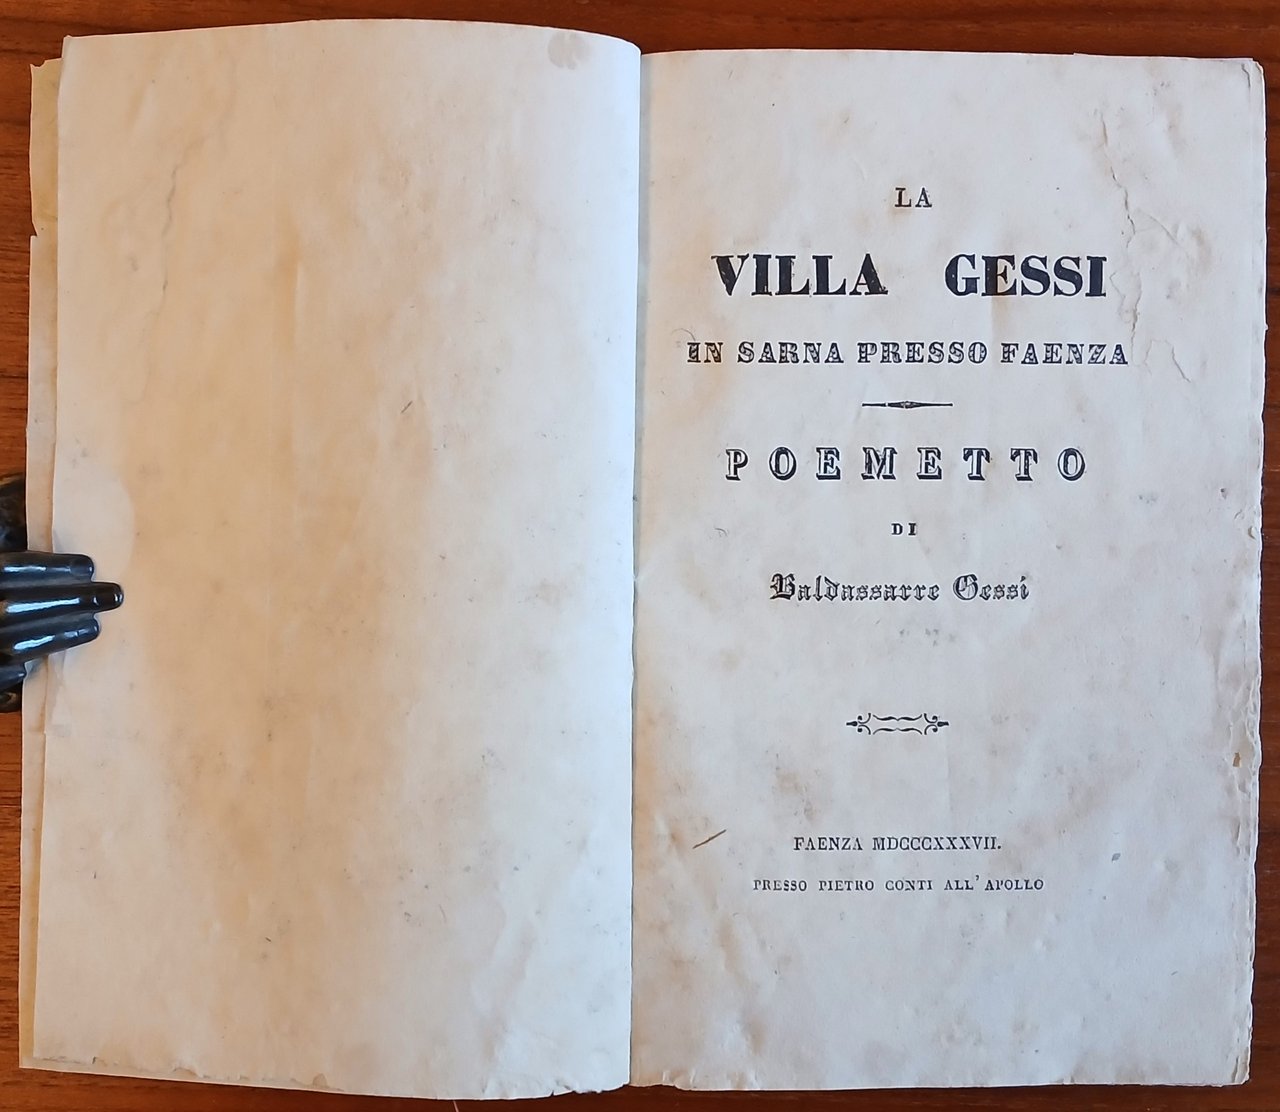 LA
VILLA GESSI
IN SARNA PRESSO FAENZA
POEMETTO
DI
Baldassarre Gessi
FAENZA MDCCCXXXVII.
PRESSO PIETRO CONTI ALL'APOLLO